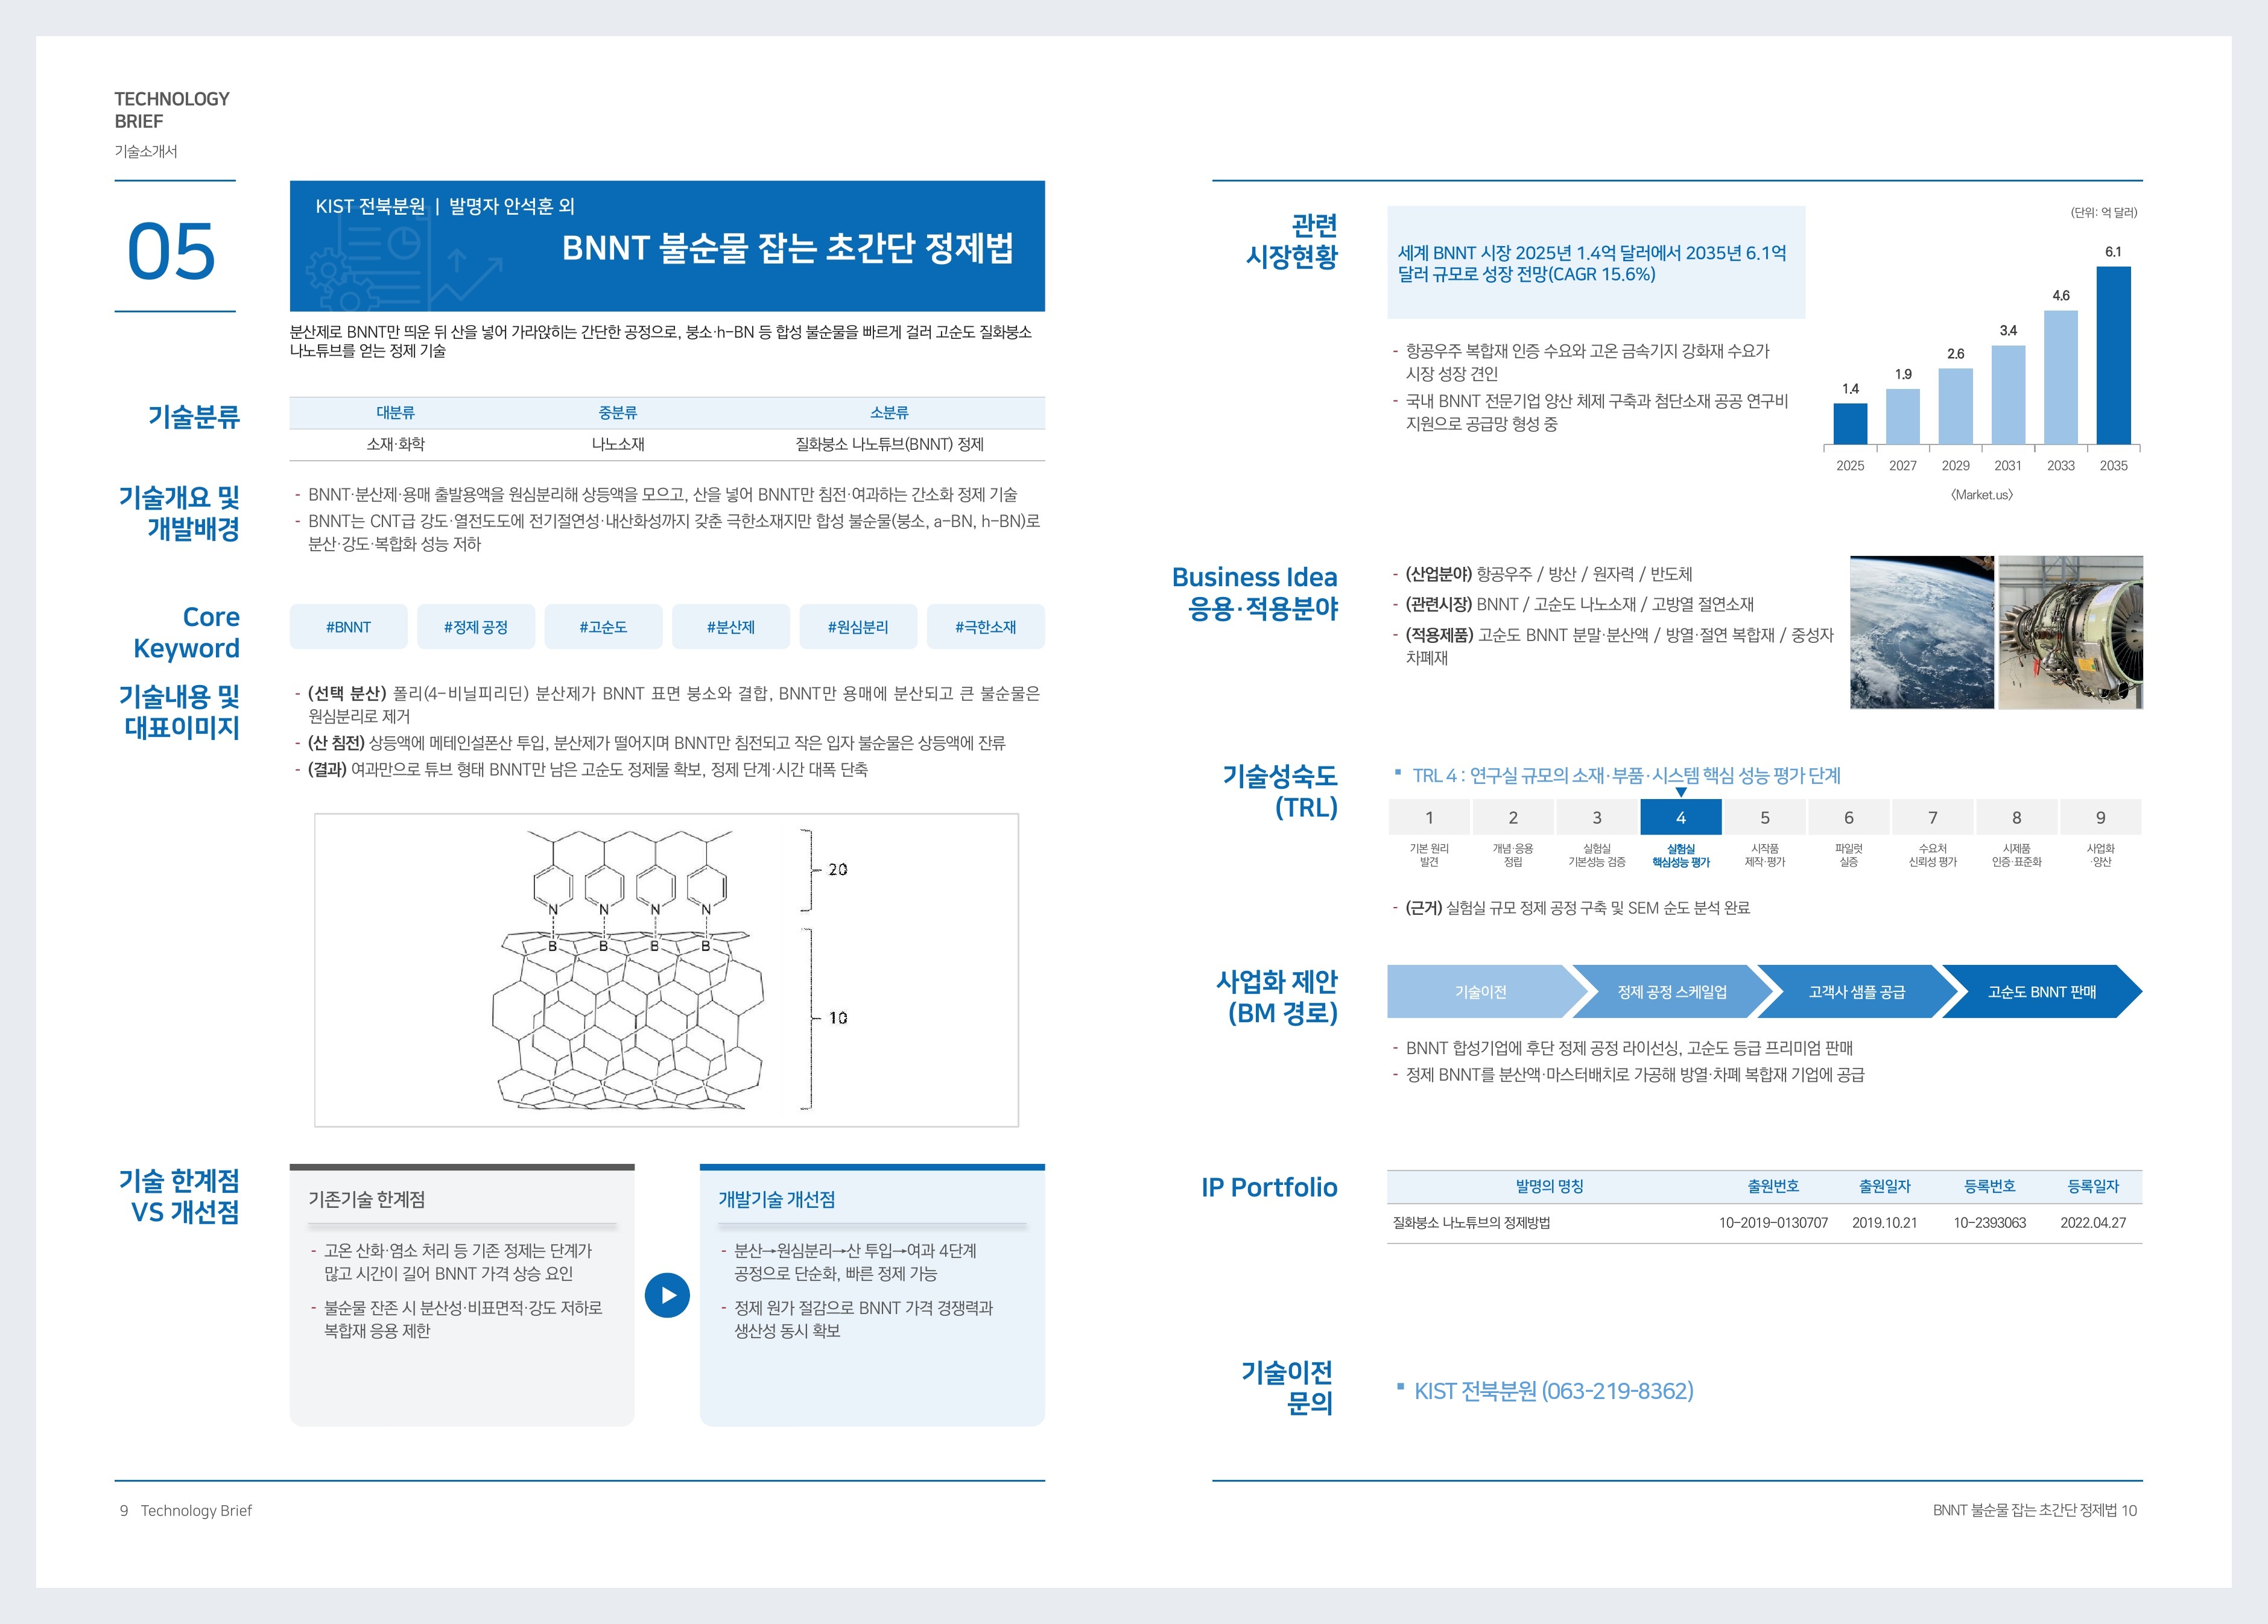 TECHNOLOGY
BRIEF
기술소개서
05
KIST 전북분원 | 발명자 안석훈 외
BNNT 불순물 잡는 초간단 정제법
분산제로 BNNT만 띄운 뒤 산을 넣어 가라앉히는 간단한 공정으로, 붕소·h-BN 등 합성 불순물을 빠르게 걸러 고순도 질화붕소
나노튜브를 얻는 정제 기술
기술분류
대분류 중분류 소분류
소재·화학 나노소재 질화붕소 나노튜브(BNNT) 정제
기술개요 및
개발배경
- BNNT·분산제·용매 출발용액을 원심분리해 상등액을 모으고, 산을 넣어 BNNT만 침전·여과하는 간소화 정제 기술
- BNNT는 CNT급 강도·열전도도에 전기절연성·내산화성까지 갖춘 극한소재지만 합성 불순물(붕소, a-BN, h-BN)로
분산·강도·복합화 성능 저하
Core
Keyword
#BNNT #정제 공정 #고순도 #분산제 #원심분리 #극한소재
기술내용 및
대표이미지
- (선택 분산) 폴리(4-비닐피리딘) 분산제가 BNNT 표면 붕소와 결합, BNNT만 용매에 분산되고 큰 불순물은
원심분리로 제거
- (산 침전) 상등액에 메테인설폰산 투입, 분산제가 떨어지며 BNNT만 침전되고 작은 입자 불순물은 상등액에 잔류
- (결과) 여과만으로 튜브 형태 BNNT만 남은 고순도 정제물 확보, 정제 단계·시간 대폭 단축
20
N N N N
B B B B
10
기술 한계점
VS 개선점
기존기술 한계점
- 고온 산화·염소 처리 등 기존 정제는 단계가
많고 시간이 길어 BNNT 가격 상승 요인
- 불순물 잔존 시 분산성·비표면적·강도 저하로
복합재 응용 제한
개발기술 개선점
- 분산→원심분리→산 투입→여과 4단계
공정으로 단순화, 빠른 정제 가능
- 정제 원가 절감으로 BNNT 가격 경쟁력과
생산성 동시 확보
9 Technology Brief
관련
시장현황
세계 BNNT 시장 2025년 1.4억 달러에서 2035년 6.1억
달러 규모로 성장 전망(CAGR 15.6%)
- 항공우주 복합재 인증 수요와 고온 금속기지 강화재 수요가
시장 성장 견인
- 국내 BNNT 전문기업 양산 체제 구축과 첨단소재 공공 연구비
지원으로 공급망 형성 중
(단위: 억 달러)
1.4 1.9 2.6 3.4 4.6 6.1
2025 2027 2029 2031 2033 2035
〈Market.us〉
Business Idea
응용·적용분야
- (산업분야) 항공우주 / 방산 / 원자력 / 반도체
- (관련시장) BNNT / 고순도 나노소재 / 고방열 절연소재
- (적용제품) 고순도 BNNT 분말·분산액 / 방열·절연 복합재 / 중성자
차폐재
기술성숙도
(TRL)
▪ TRL 4 : 연구실 규모의 소재·부품·시스템 핵심 성능 평가 단계
1 2 3 4 5 6 7 8 9
기본 원리 개념·응용 실험실 실험실 시작품 파일럿 수요처 시제품 사업화
발견 정립 기본성능 검증 핵심성능 평가 제작·평가 실증 신뢰성 평가 인증·표준화 ·양산
- (근거) 실험실 규모 정제 공정 구축 및 SEM 순도 분석 완료
사업화 제안
(BM 경로)
기술이전 정제 공정 스케일업 고객사 샘플 공급 고순도 BNNT 판매
- BNNT 합성기업에 후단 정제 공정 라이선싱, 고순도 등급 프리미엄 판매
- 정제 BNNT를 분산액·마스터배치로 가공해 방열·차폐 복합재 기업에 공급
IP Portfolio
발명의 명칭 출원번호 출원일자 등록번호 등록일자
질화붕소 나노튜브의 정제방법 10-2019-0130707 2019.10.21 10-2393063 2022.04.27
기술이전
문의
▪ KIST 전북분원 (063-219-8362)
BNNT 불순물 잡는 초간단 정제법 10